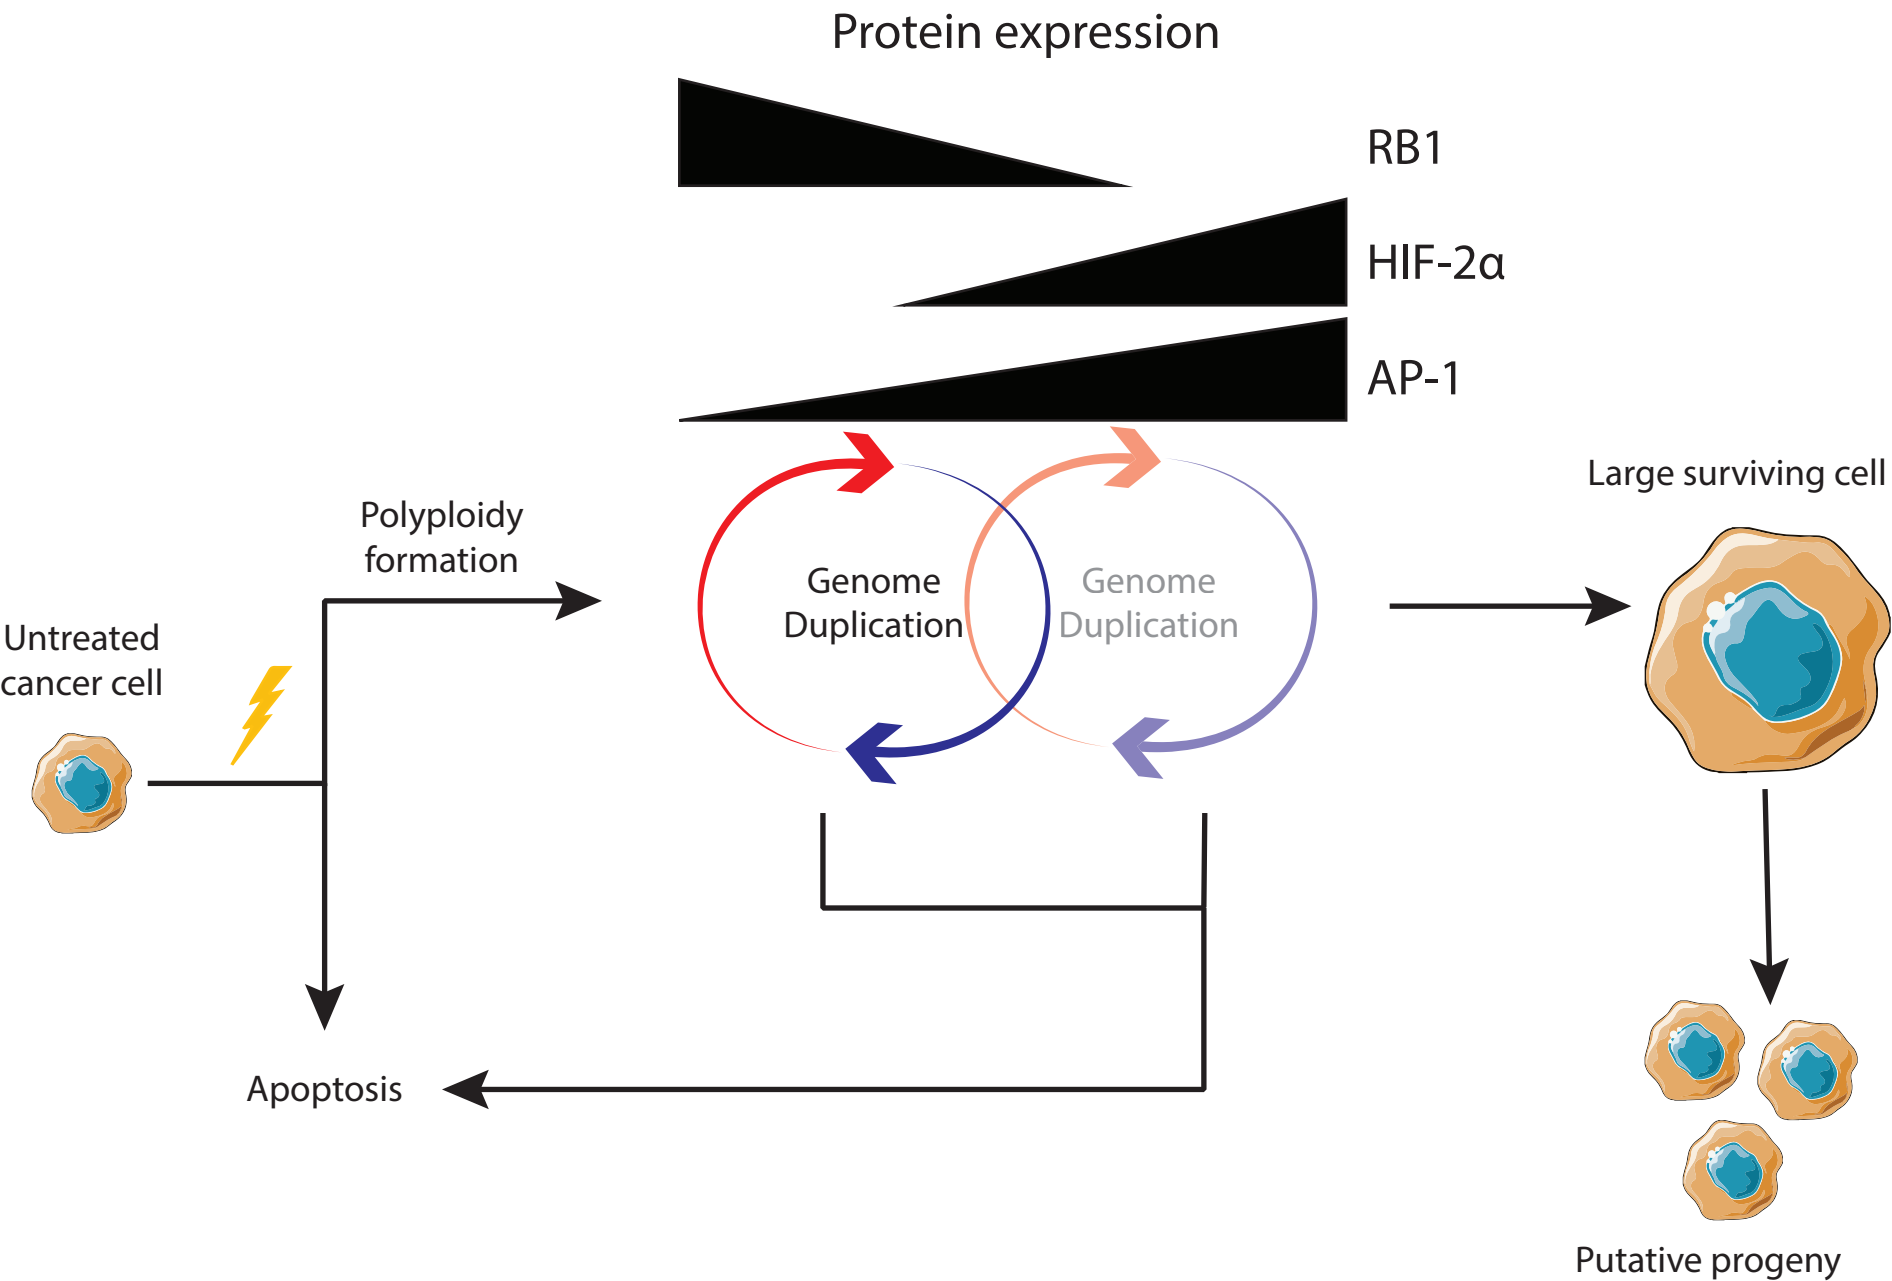 Protein expression
RB1
HIF-2α
AP-1
Large surviving cell
Polyploidy
formation
Genome
Duplication
Genome
Duplication
Untreated
cancer cell
Apoptosis
Putative progeny